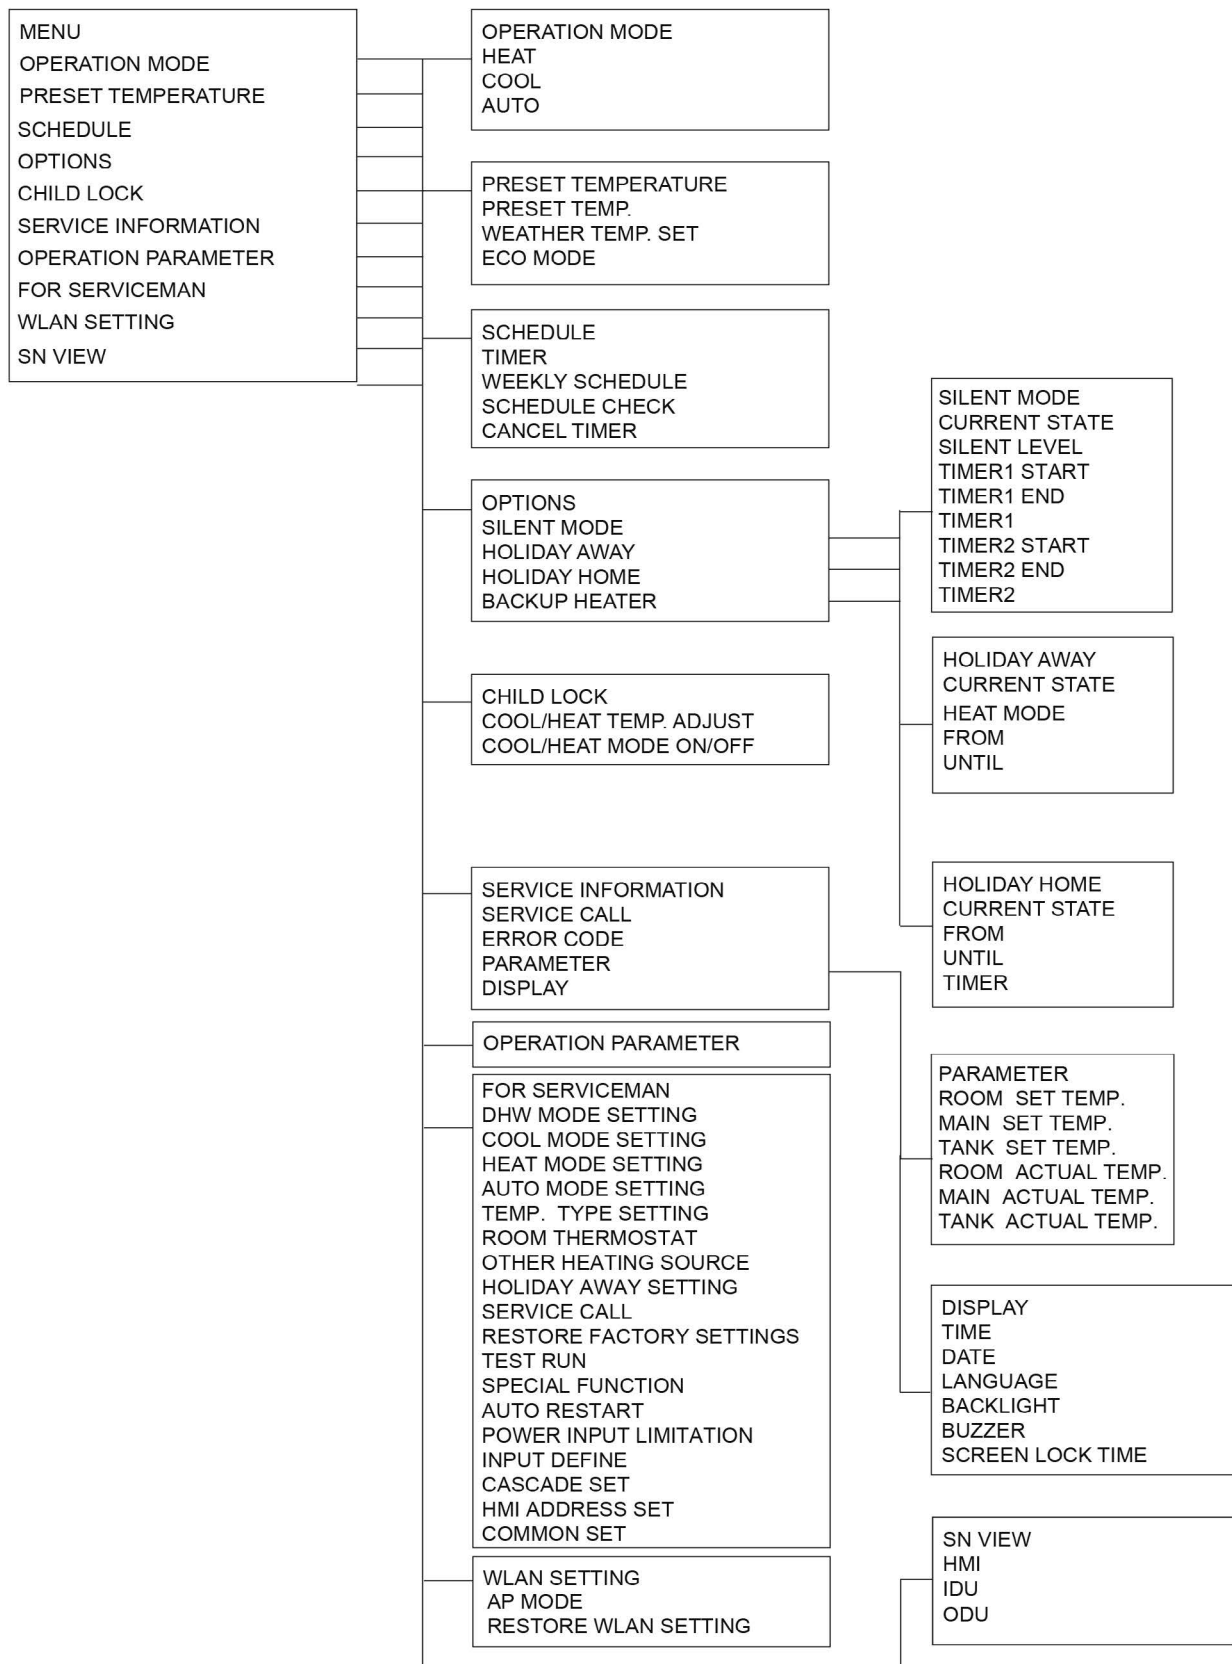 MENU
OPERATION MODE
PRESET TEMPERATURE
SCHEDULE
OPTIONS
CHILD LOCK
SERVICE INFORMATION
OPERATION PARAMETER
FOR SERVICEMAN
WLAN SETTING
SN VIEW
OPERATION MODE
HEAT
COOL
AUTO
PRESET TEMPERATURE
PRESET TEMP.
WEATHER TEMP. SET
ECO MODE
SCHEDULE
TIMER
WEEKLY SCHEDULE
SCHEDULE CHECK
CANCEL TIMER
OPTIONS
SILENT MODE
HOLIDAY AWAY
HOLIDAY HOME
BACKUP HEATER
CHILD LOCK
COOL/HEAT TEMP. ADJUST
COOL/HEAT MODE ON/OFF
SERVICE INFORMATION
SERVICE CALL
ERROR CODE
PARAMETER
DISPLAY
OPERATION PARAMETER
FOR SERVICEMAN
DHW MODE SETTING
COOL MODE SETTING
HEAT MODE SETTING
AUTO MODE SETTING
TEMP. TYPE SETTING
ROOM THERMOSTAT
OTHER HEATING SOURCE
HOLIDAY AWAY SETTING
SERVICE CALL
RESTORE FACTORY SETTINGS
TEST RUN
SPECIAL FUNCTION
AUTO RESTART
POWER INPUT LIMITATION
INPUT DEFINE
CASCADE SET
HMI ADDRESS SET
COMMON SET
WLAN SETTING
AP MODE
RESTORE WLAN SETTING
SILENT MODE
CURRENT STATE
SILENT LEVEL
TIMER1 START
TIMER1 END
TIMER1
TIMER2 START
TIMER2 END
TIMER2
HOLIDAY AWAY
CURRENT STATE
HEAT MODE
FROM
UNTIL
HOLIDAY HOME
CURRENT STATE
FROM
UNTIL
TIMER
PARAMETER
ROOM SET TEMP.
MAIN SET TEMP.
TANK SET TEMP.
ROOM ACTUAL TEMP.
MAIN ACTUAL TEMP.
TANK ACTUAL TEMP.
DISPLAY
TIME
DATE
LANGUAGE
BACKLIGHT
BUZZER
SCREEN LOCK TIME
SN VIEW
HMI
IDU
ODU